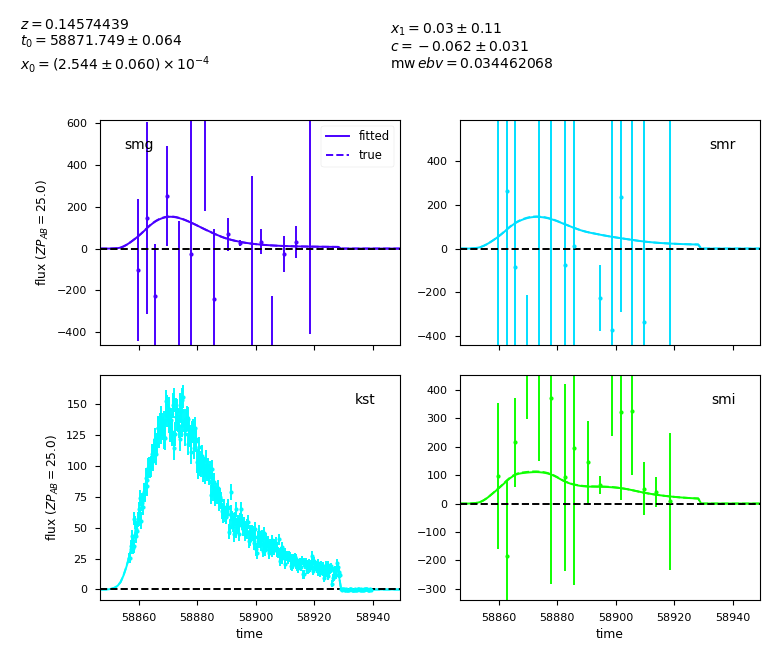 z = 0.14574439
t₀ = 58871.749 ± 0.064
x₀ = (2.544 ± 0.060) × 10⁻⁴
x₁ = 0.03 ± 0.11
c = −0.062 ± 0.031
mw ebv = 0.034462068
600
400
200
0
−200
−400
flux (ZP_AB = 25.0)
smg
fitted
true
400
200
0
−200
−400
smr
150
125
100
75
50
25
0
flux (ZP_AB = 25.0)
kst
58860 58880 58900 58920 58940
time
400
300
200
100
0
−100
−200
−300
smi
58860 58880 58900 58920 58940
time